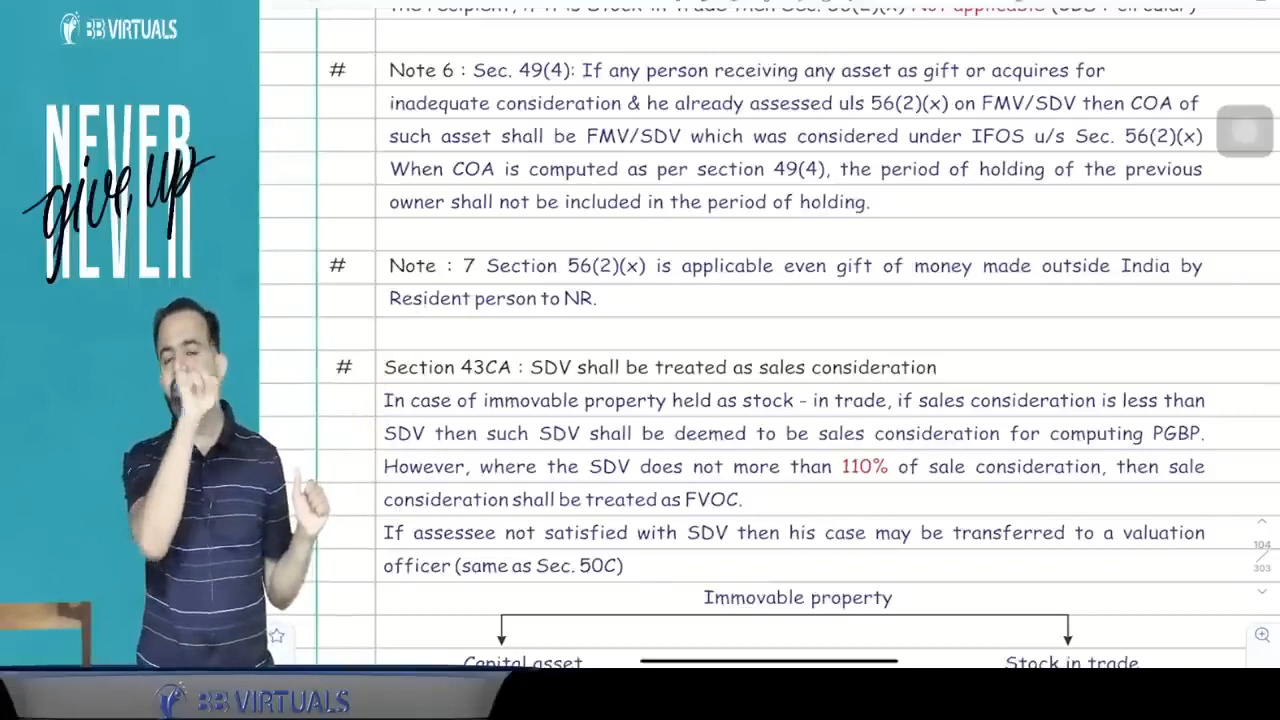 BB VIRTUALS
NEVER
give up
NEVER
Not applicable
# Note 6 : Sec. 49(4): If any person receiving any asset as gift or acquires for
inadequate consideration & he already assessed uls 56(2)(x) on FMV/SDV then COA of
such asset shall be FMV/SDV which was considered under IFOS u/s Sec. 56(2)(x)
When COA is computed as per section 49(4), the period of holding of the previous
owner shall not be included in the period of holding.
# Note : 7 Section 56(2)(x) is applicable even gift of money made outside India by
Resident person to NR.
# Section 43CA : SDV shall be treated as sales consideration
In case of immovable property held as stock - in trade, if sales consideration is less than
SDV then such SDV shall be deemed to be sales consideration for computing PGBP.
However, where the SDV does not more than 110% of sale consideration, then sale
consideration shall be treated as FVOC.
If assessee not satisfied with SDV then his case may be transferred to a valuation
officer (same as Sec. 50C)
104
303
Immovable property
Capital asset Stock in trade
BB VIRTUALS